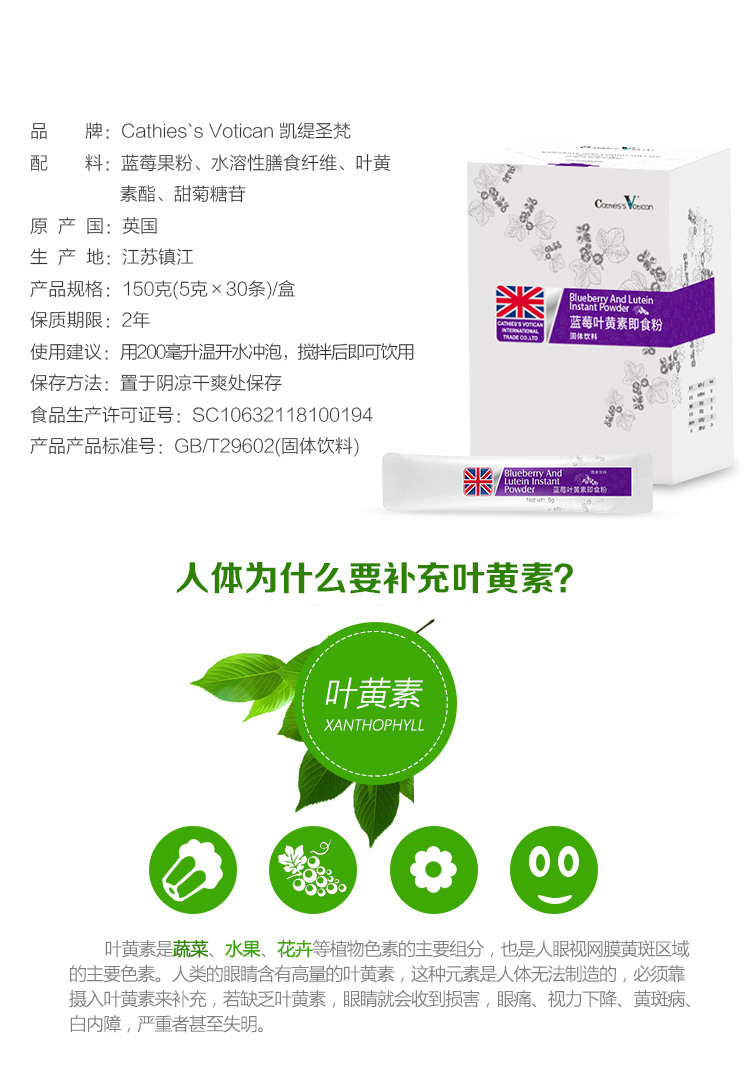 品 牌：Cathies`s Votican 凯缇圣梵
配 料：蓝莓果粉、水溶性膳食纤维、叶黄
素酯、甜菊糖苷
原 产 国：英国
生 产 地：江苏镇江
产品规格：150克(5克×30条)/盒
保质期限：2年
使用建议：用200毫升温开水冲泡，搅拌后即可饮用
保存方法：置于阴凉干爽处保存
食品生产许可证号：SC10632118100194
产品产品标准号：GB/T29602(固体饮料)
Cathies's Votican
Blueberry And Lutein
Instant Powder
蓝莓叶黄素即食粉
固体饮料
CATHIES'S VOTICAN
INTERNATIONAL
TRADE CO.,LTD
Blueberry And
Lutein Instant
Powder
蓝莓叶黄素即食粉
固体饮料
Net wt: 5g
人体为什么要补充叶黄素？
叶黄素
XANTHOPHYLL
叶黄素是蔬菜、水果、花卉等植物色素的主要组分，也是人眼视网膜黄斑区域
的主要色素。人类的眼睛含有高量的叶黄素，这种元素是人体无法制造的，必须靠
摄入叶黄素来补充，若缺乏叶黄素，眼睛就会收到损害，眼痛、视力下降、黄斑病、
白内障，严重者甚至失明。